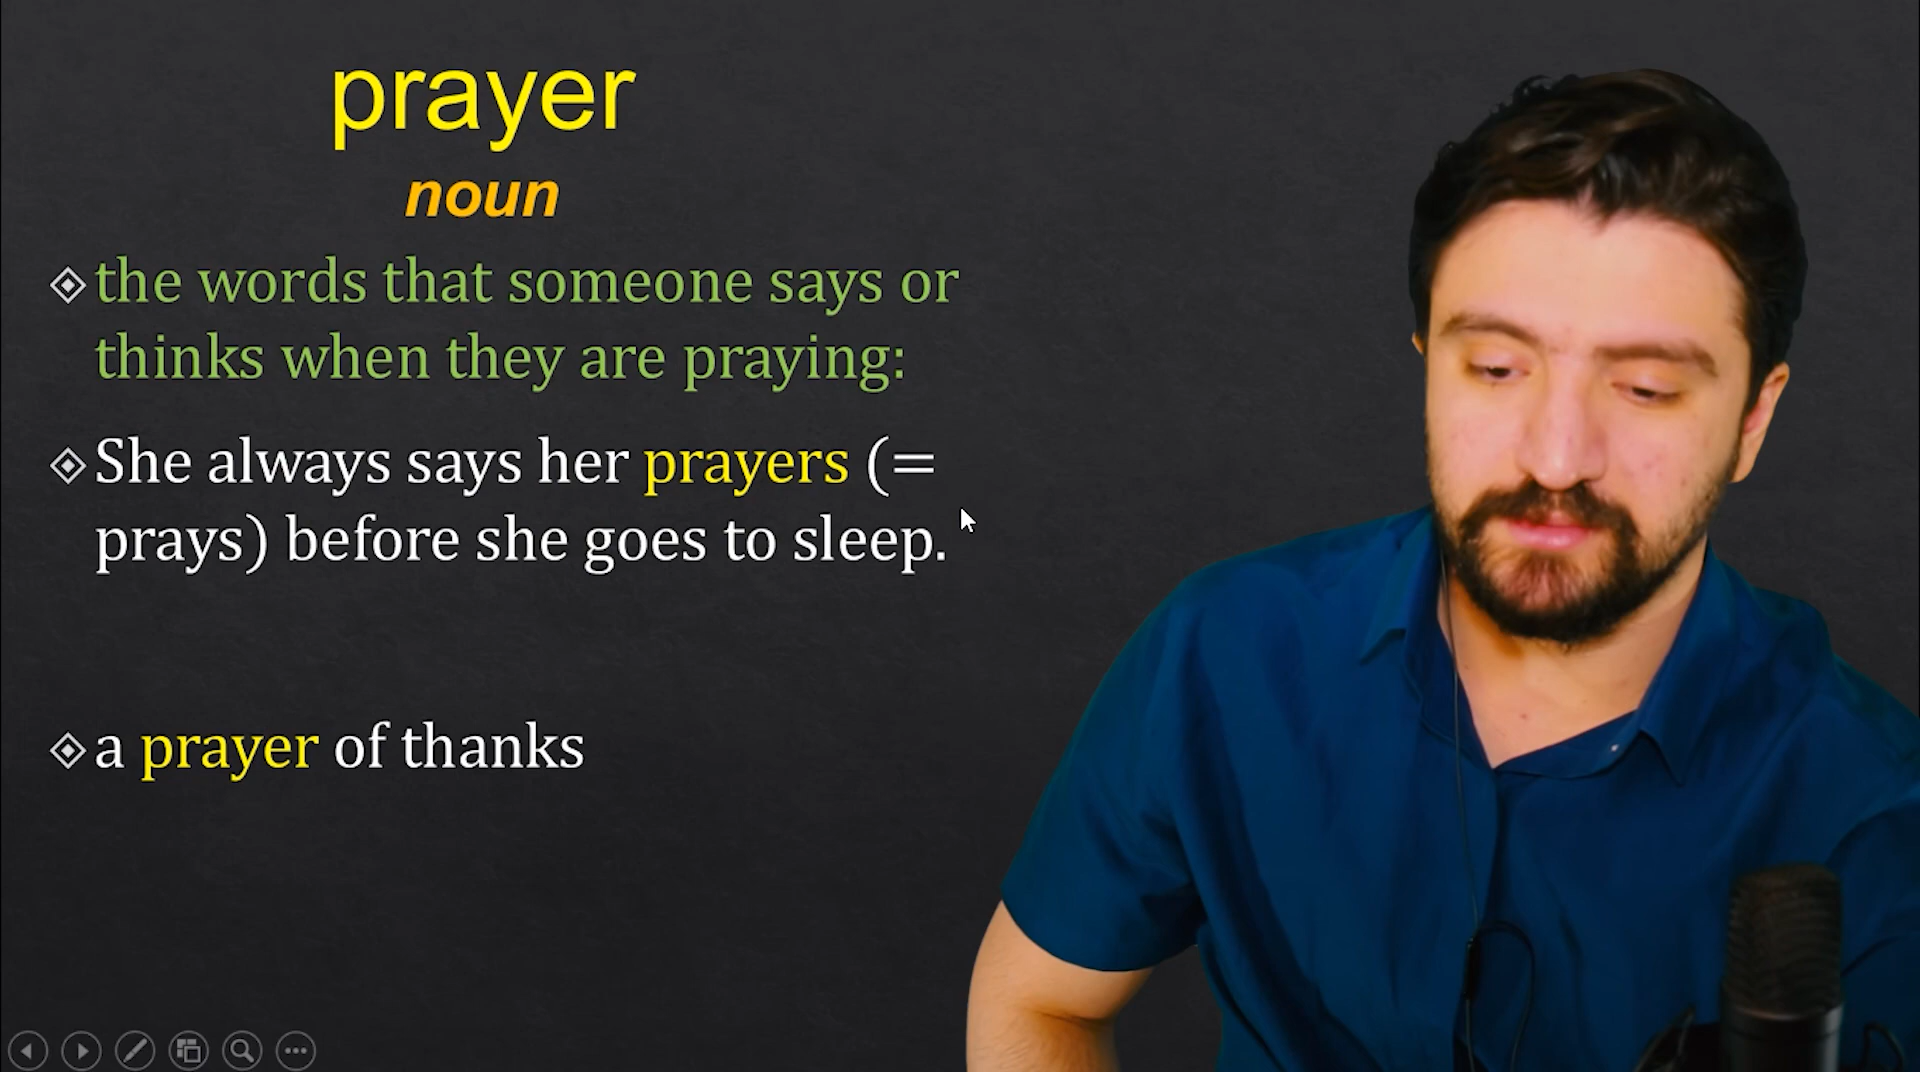 prayer
noun
the words that someone says or
thinks when they are praying:
She always says her prayers (=
prays) before she goes to sleep.
a prayer of thanks